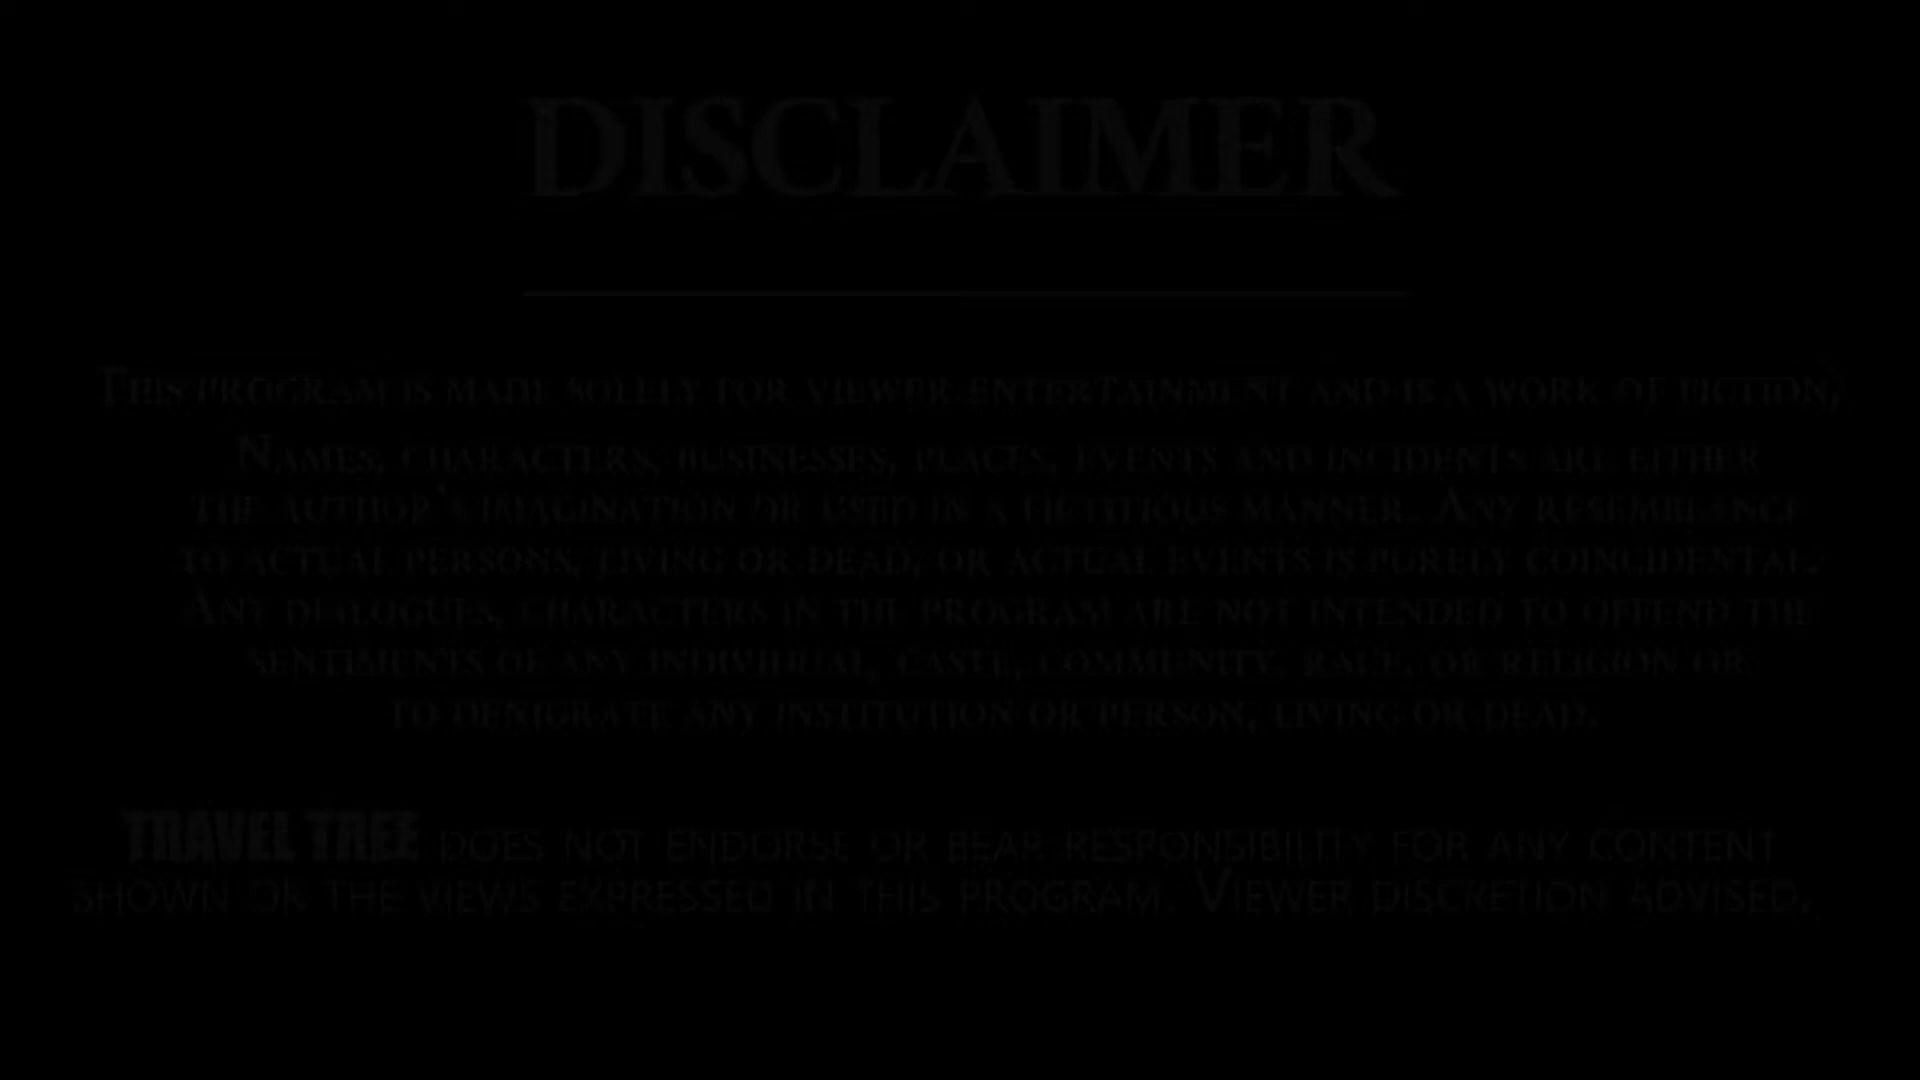 DISCLAIMER
THIS PROGRAM IS MADE SOLELY FOR VIEWER ENTERTAINMENT AND IS A WORK OF FICTION,
NAMES, CHARACTERS, BUSINESSES, PLACES, EVENTS AND INCIDENTS ARE EITHER
THE AUTHOR'S IMAGINATION OR USED IN A FICTITIOUS MANNER. ANY RESEMBLENCE
TO ACTUAL PERSONS, LIVING OR DEAD, OR ACTUAL EVENTS IS PURELY COINCIDENTAL.
ANY DIALOGUES, CHARACTERS IN THE PROGRAM ARE NOT INTENDED TO OFFEND THE
SENTIMENTS OF ANY INDIVIDUAL, CASTE, COMMUNITY, RACE, OR RELIGION OR
TO DENIGRATE ANY INSTITUTION OR PERSON, LIVING OR DEAD.
TRAVEL TREE DOES NOT ENDORSE OR BEAR RESPONSIBILITY FOR ANY CONTENT
SHOWN OR THE VIEWS EXPRESSED IN THIS PROGRAM. VIEWER DISCRETION ADVISED.